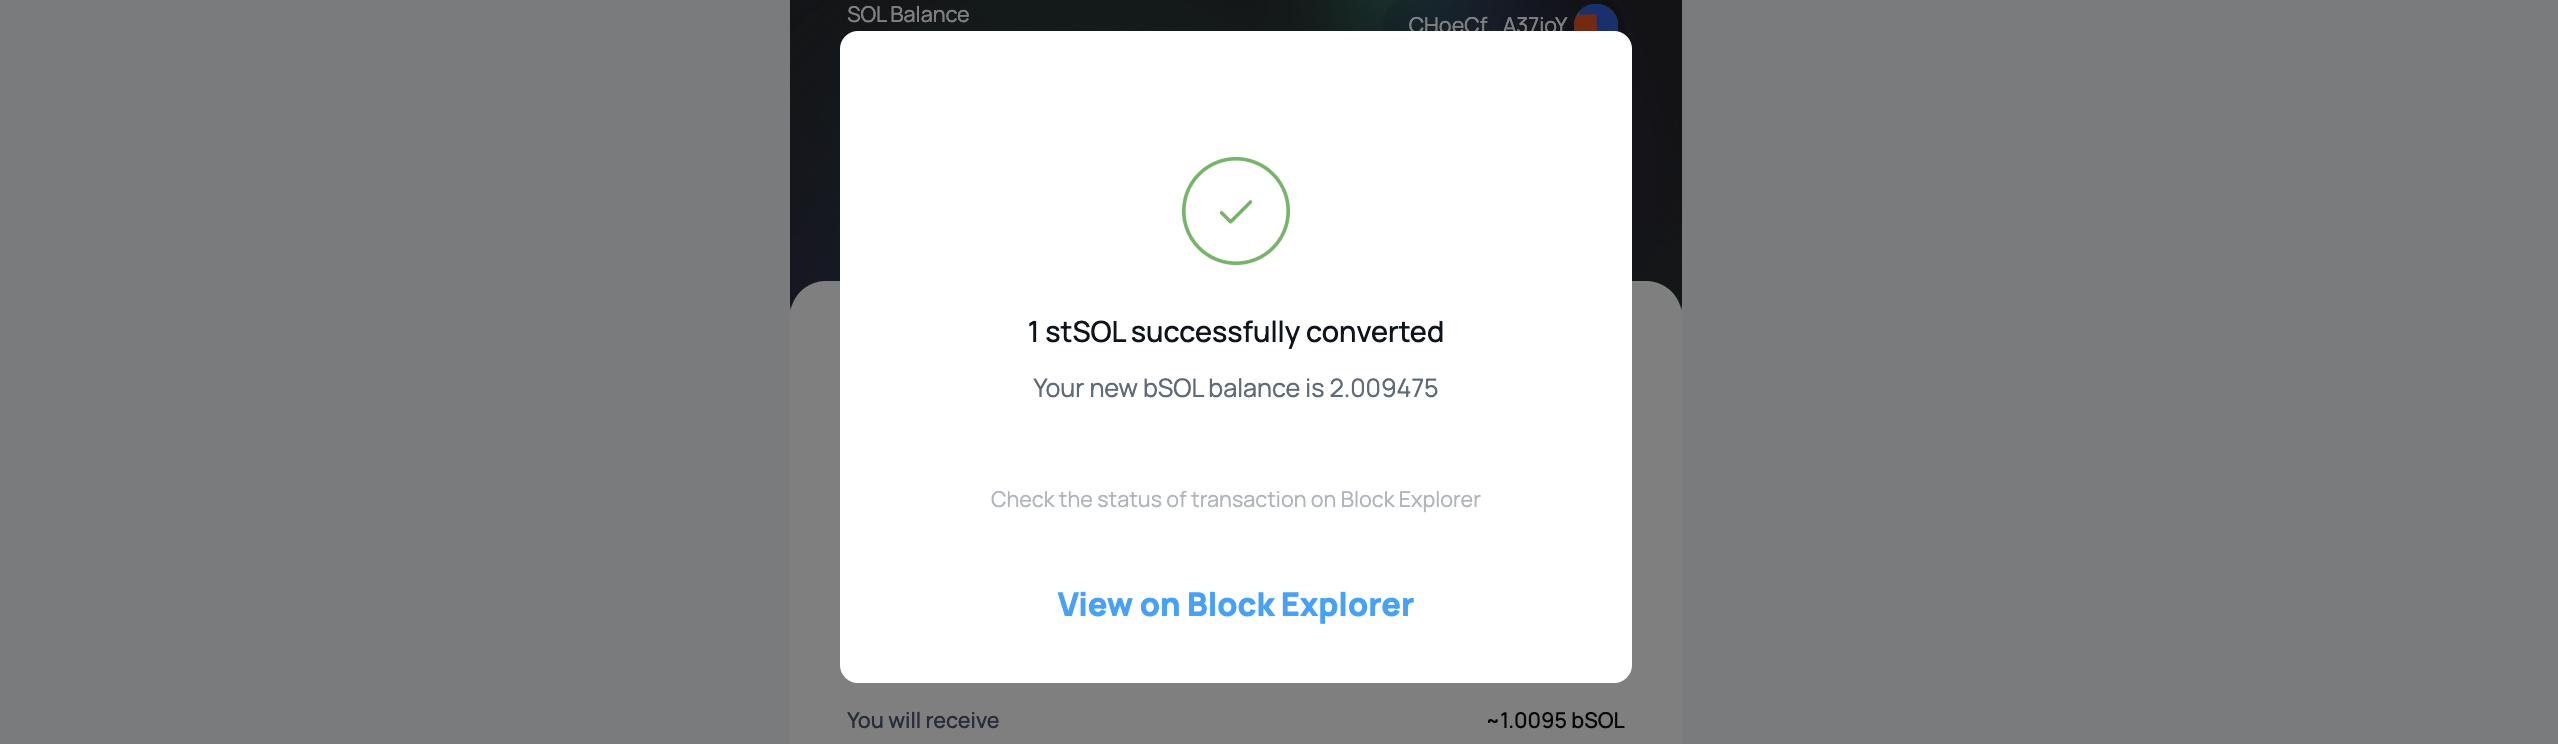 SOL Balance
CHoeCf...A37ioY
1 stSOL successfully converted
Your new bSOL balance is 2.009475
Check the status of transaction on Block Explorer
View on Block Explorer
You will receive
~1.0095 bSOL